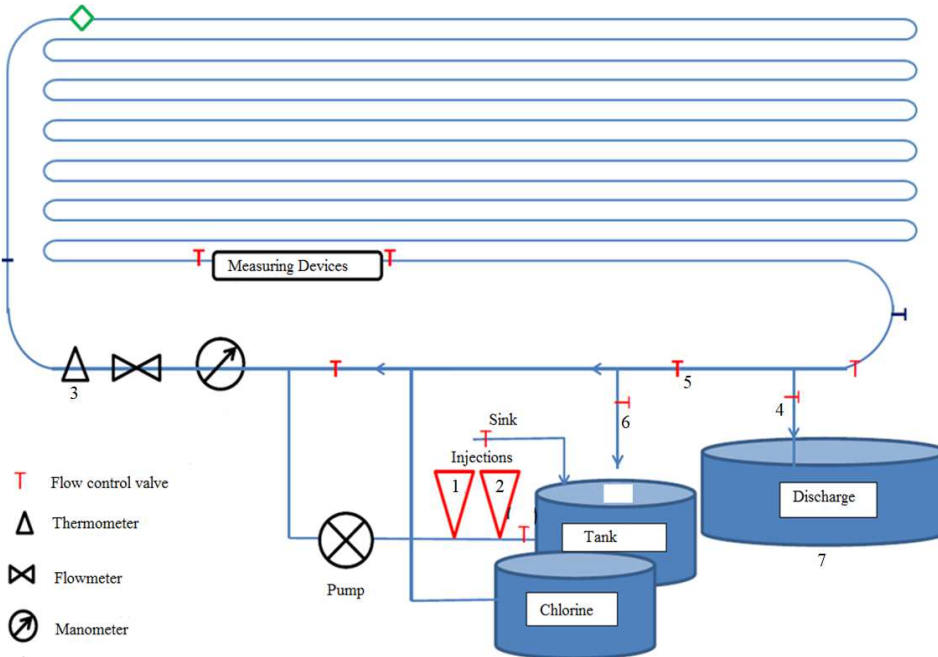 Measuring Devices
3
5
4
6
Sink
Injections
1
2
Flow control valve
Discharge
Thermometer
Tank
7
Flowmeter
Pump
Chlorine
Manometer